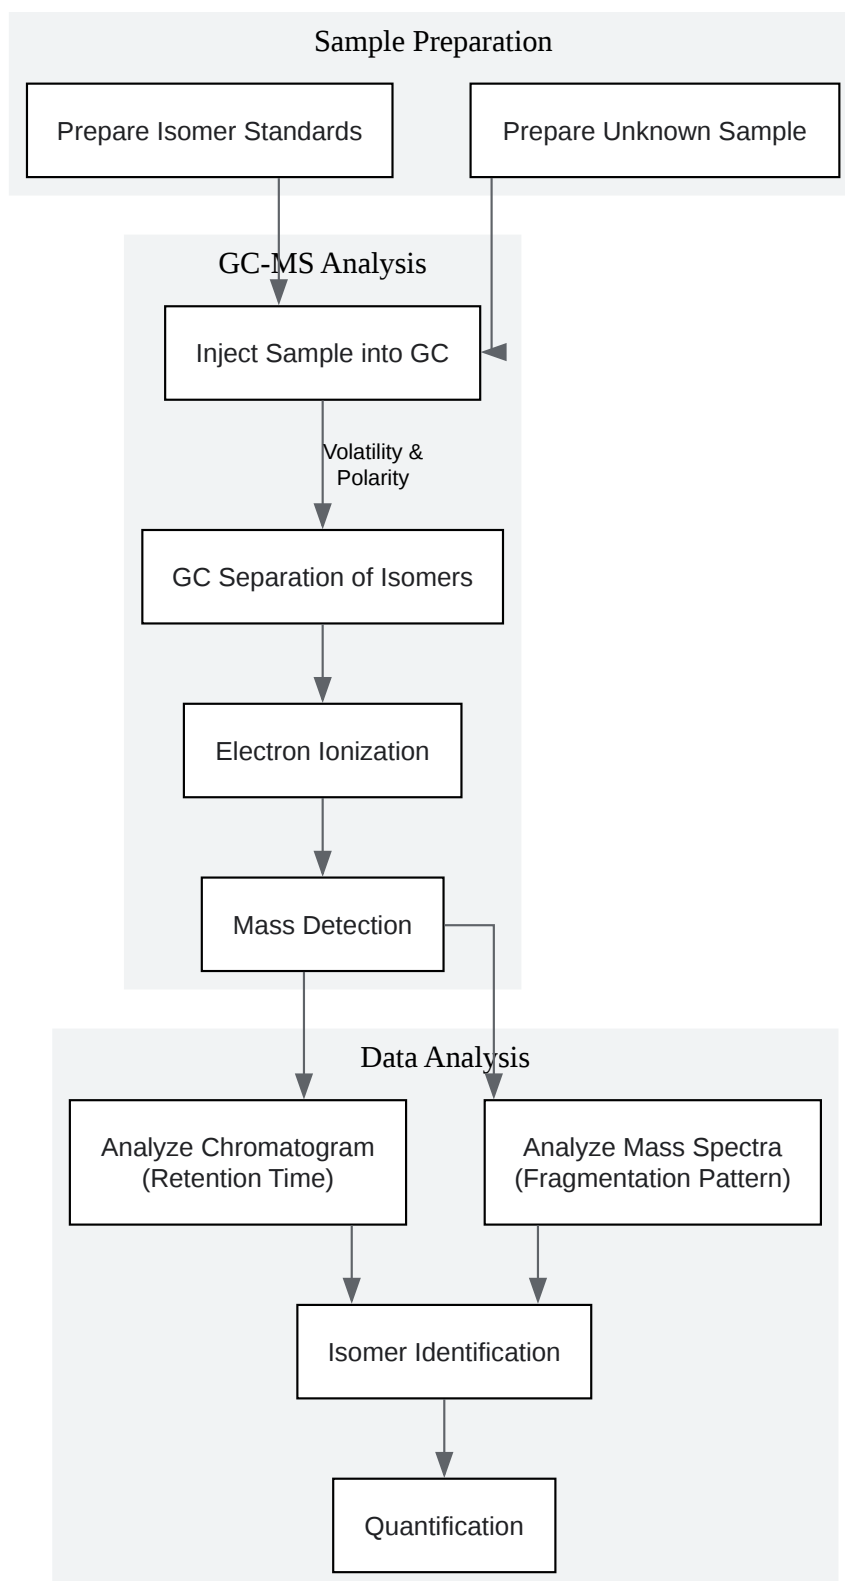 Sample Preparation
Prepare Isomer Standards
Prepare Unknown Sample
GC-MS Analysis
Inject Sample into GC
Volatility &
Polarity
GC Separation of Isomers
Electron Ionization
Mass Detection
Data Analysis
Analyze Chromatogram
(Retention Time)
Analyze Mass Spectra
(Fragmentation Pattern)
Isomer Identification
Quantification